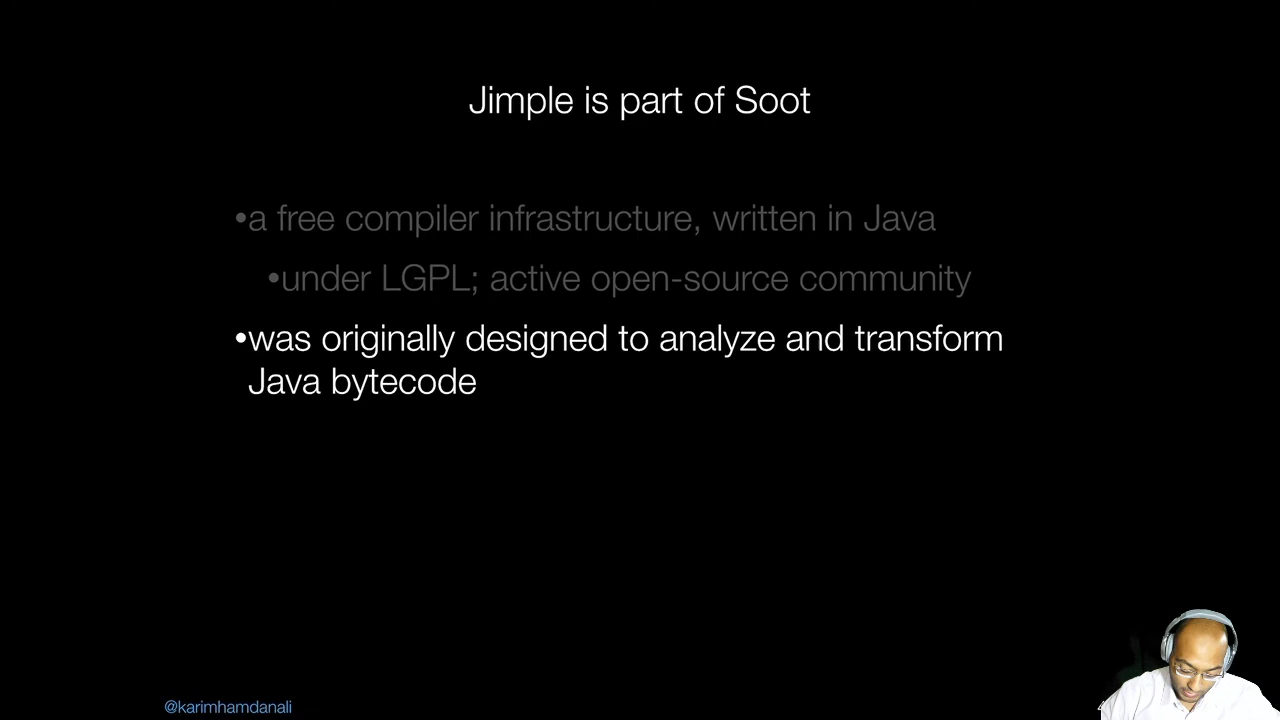 Jimple is part of Soot
•a free compiler infrastructure, written in Java
•under LGPL; active open-source community
•was originally designed to analyze and transform
Java bytecode
@karimhamdanali